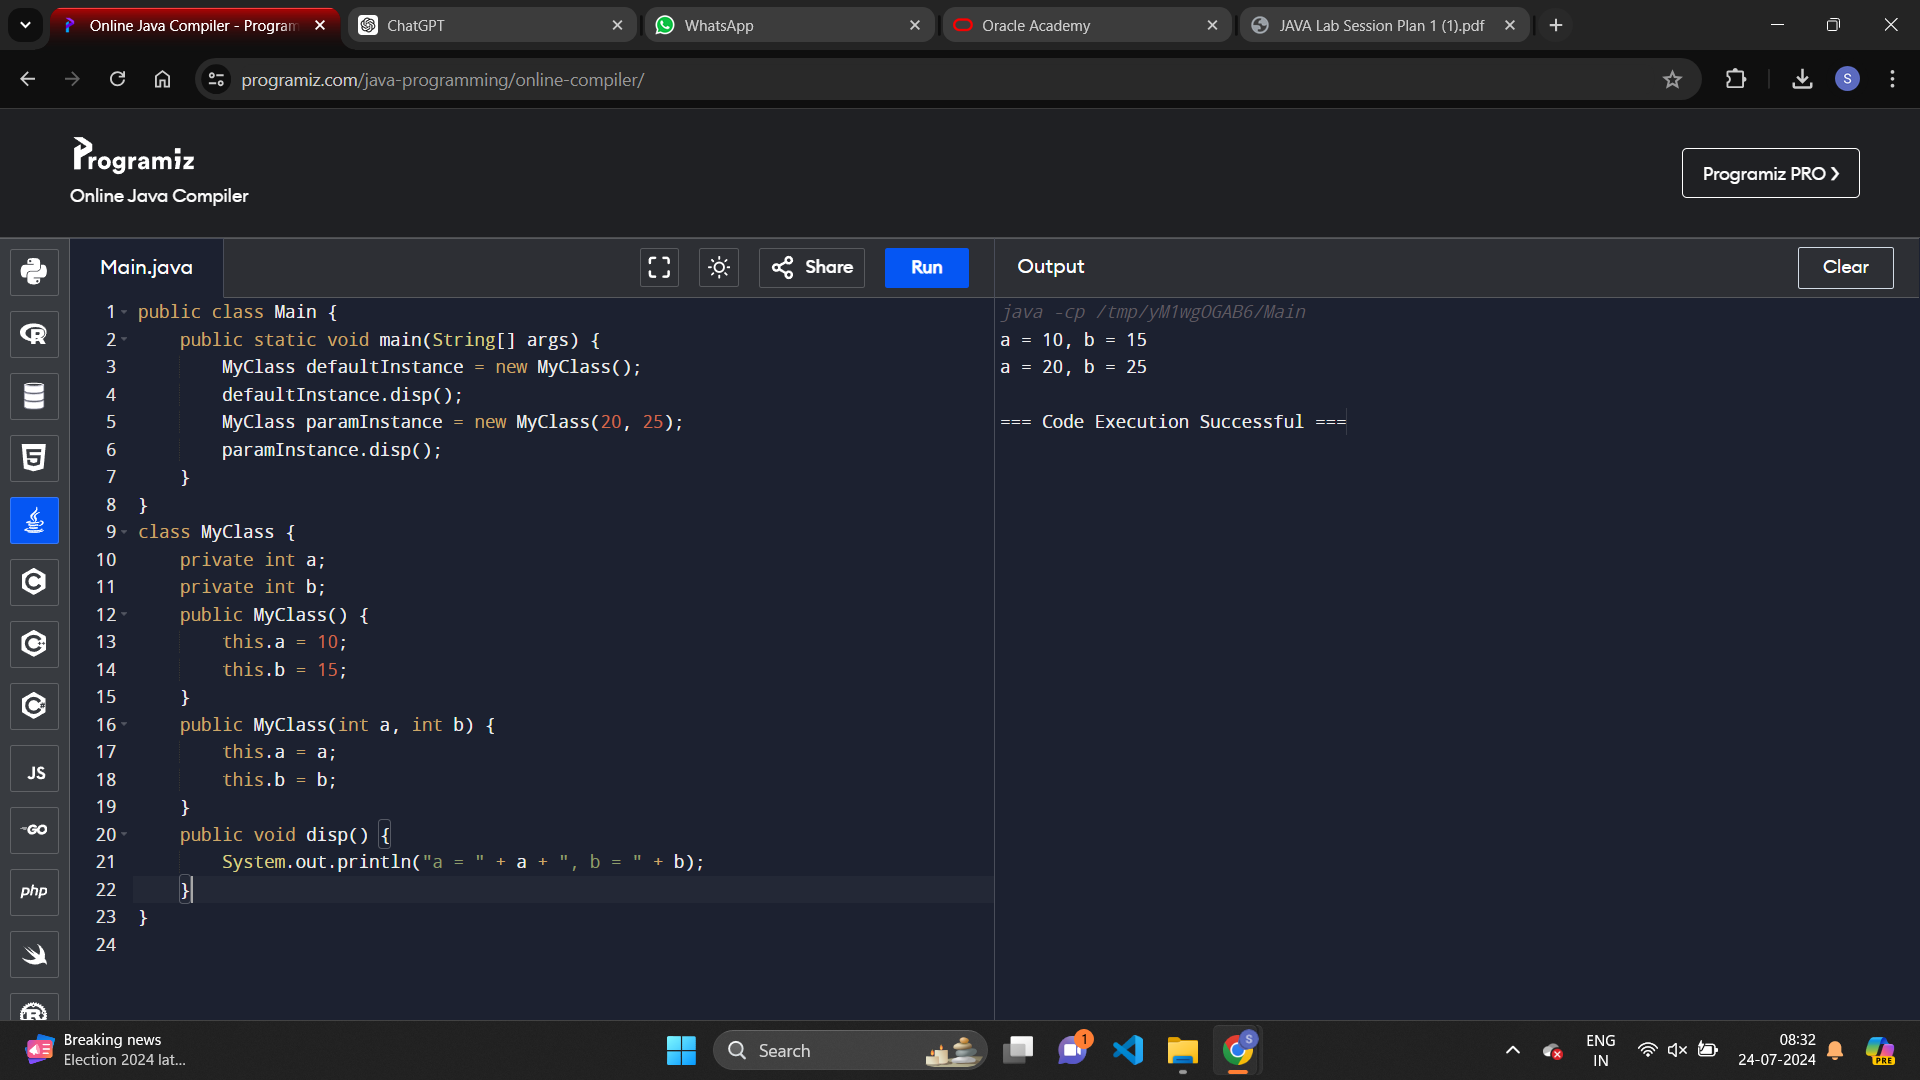 Online Java Compiler - Program
ChatGPT
WhatsApp
Oracle Academy
JAVA Lab Session Plan 1 (1).pdf
programiz.com/java-programming/online-compiler/
S
Programiz
Online Java Compiler
Programiz PRO
Main.java
Share
Run
Output
Clear
1 public class Main {
2 public static void main(String[] args) {
3 MyClass defaultInstance = new MyClass();
4 defaultInstance.disp();
5 MyClass paramInstance = new MyClass(20, 25);
6 paramInstance.disp();
7 }
8 }
9 class MyClass {
10 private int a;
11 private int b;
12 public MyClass() {
13 this.a = 10;
14 this.b = 15;
15 }
16 public MyClass(int a, int b) {
17 this.a = a;
18 this.b = b;
19 }
20 public void disp() {
21 System.out.println("a = " + a + ", b = " + b);
22 }
23 }
24
java -cp /tmp/yM1wgOGAB6/Main
a = 10, b = 15
a = 20, b = 25
=== Code Execution Successful ===
R
5
C
C
C#
JS
GO
php
R
Breaking news
Election 2024 lat...
Search
1
S
ENG
IN
08:32
24-07-2024
PRE